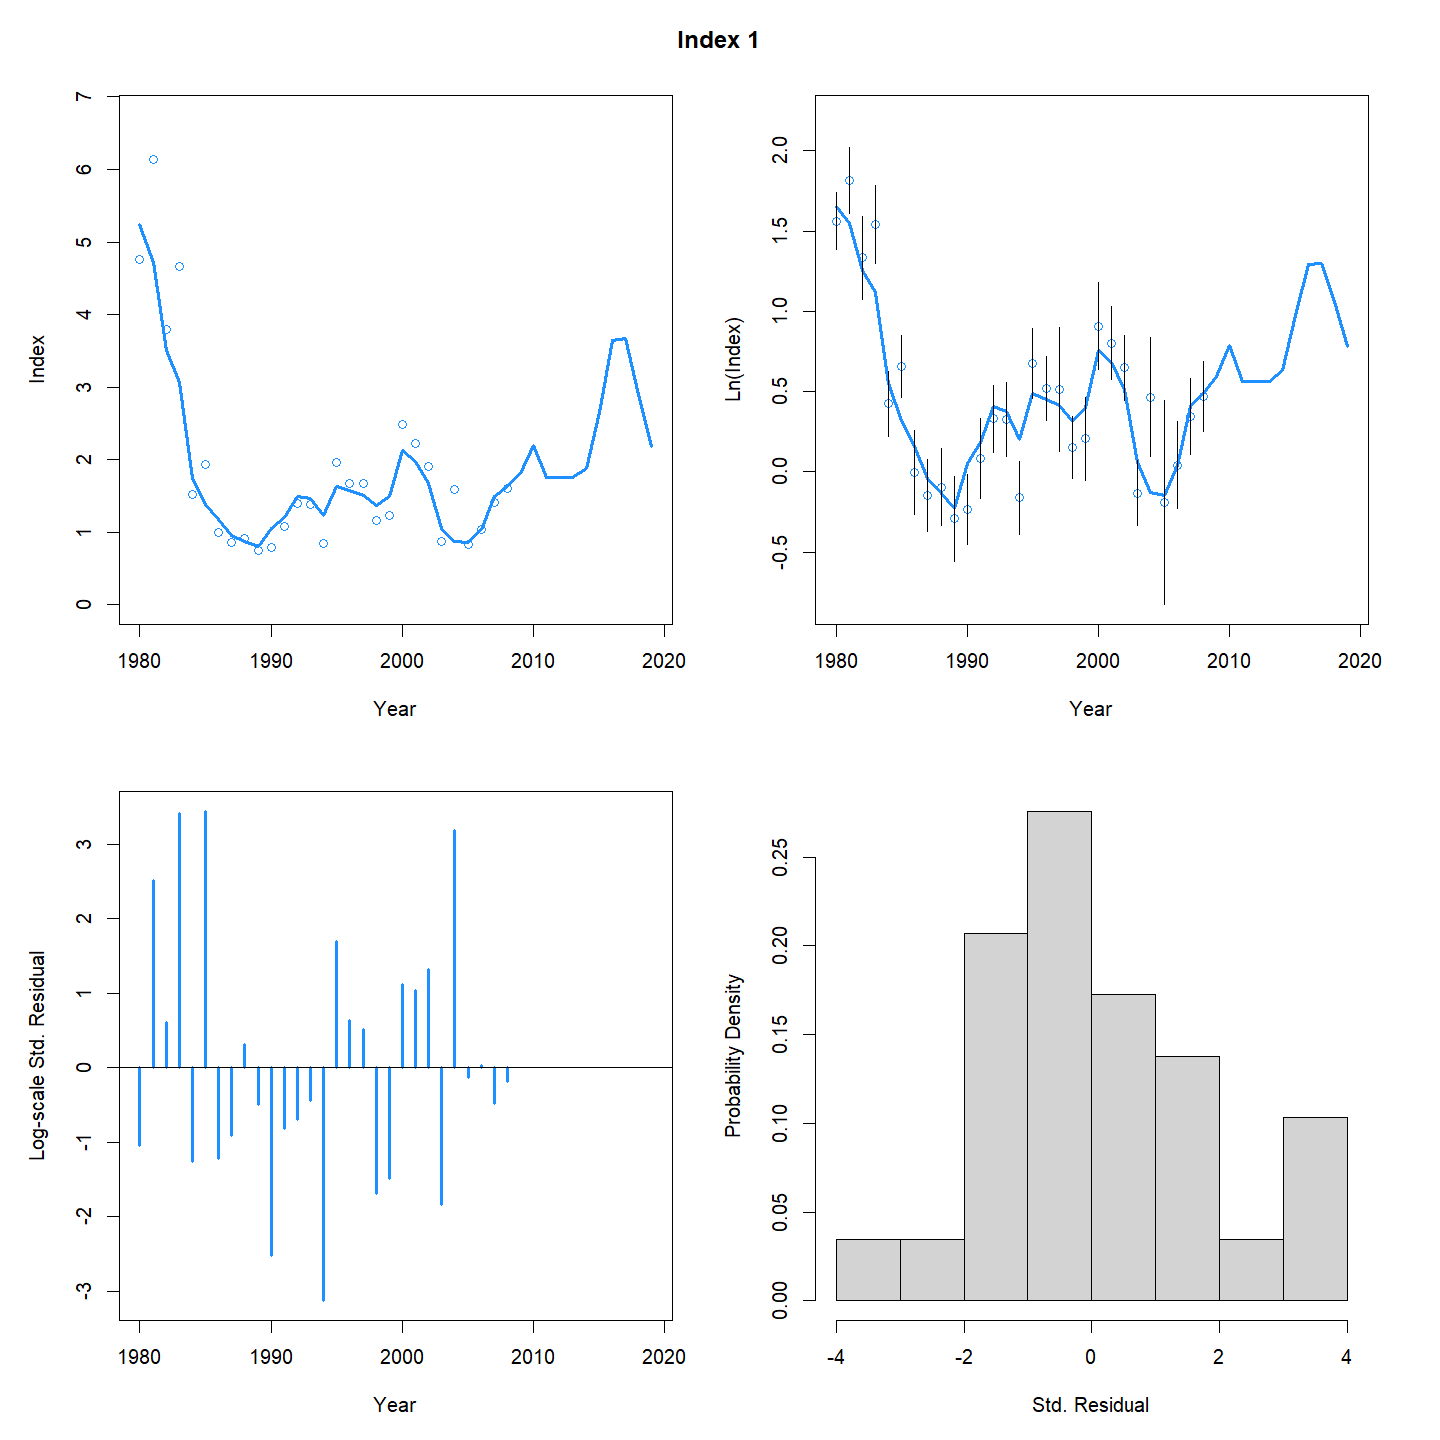 Index 1
7
6
5
4
3
2
1
0
Index
1980 1990 2000 2010 2020
Year
2.0
1.5
1.0
0.5
0.0
-0.5
Ln(Index)
1980 1990 2000 2010 2020
Year
3
2
1
0
-1
-2
-3
Log-scale Std. Residual
1980 1990 2000 2010 2020
Year
0.25
0.20
0.15
0.10
0.05
0.00
Probability Density
-4 -2 0 2 4
Std. Residual